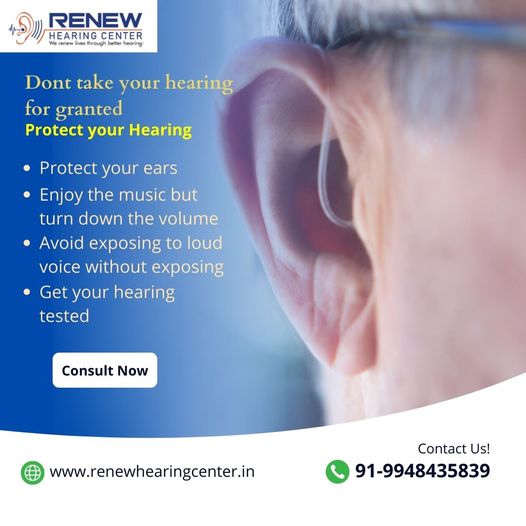 RENEW
HEARING CENTER
We renew lives through better hearing
Dont take your hearing
for granted
Protect your Hearing
• Protect your ears
• Enjoy the music but
turn down the volume
• Avoid exposing to loud
voice without exposing
• Get your hearing
tested
Consult Now
Contact Us!
www.renewhearingcenter.in
91-9948435839